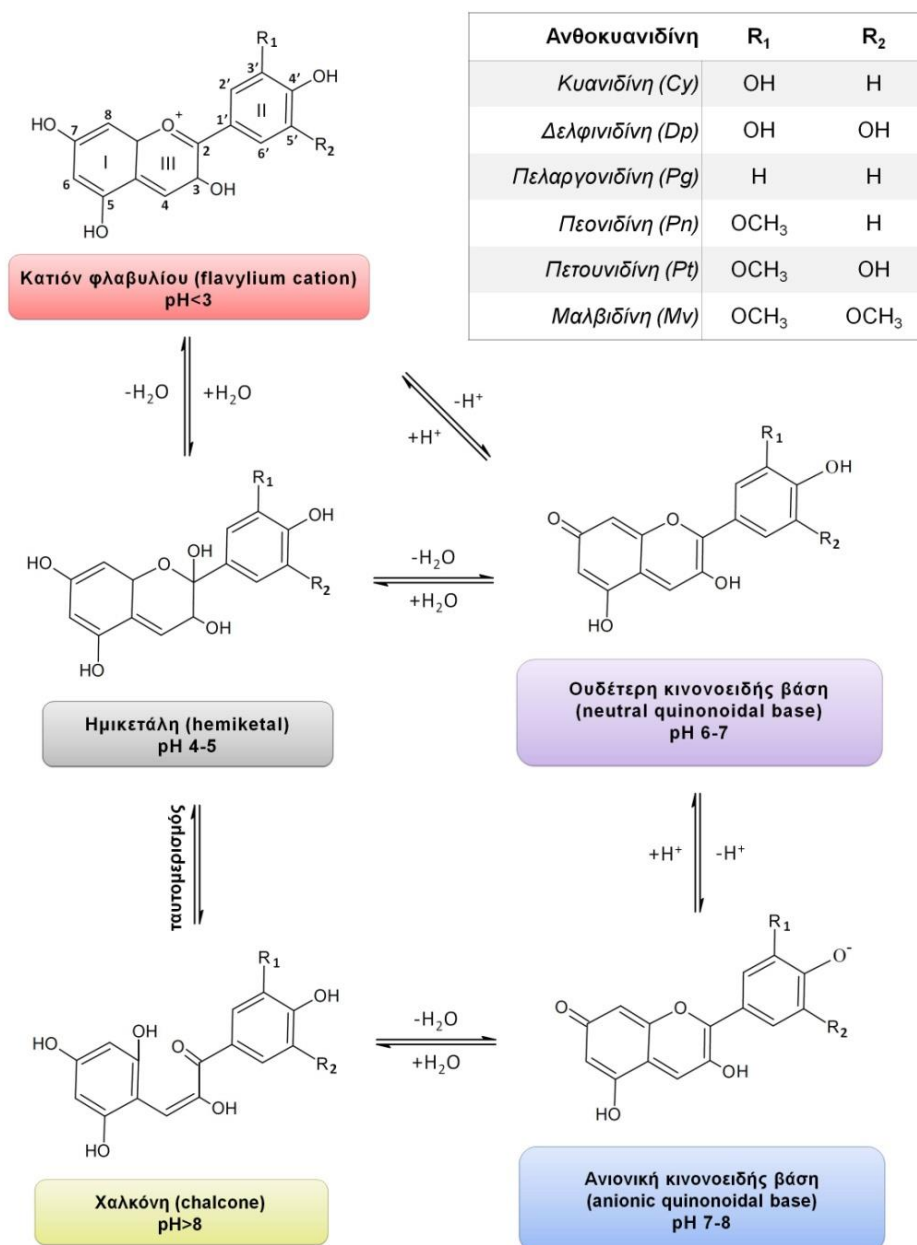 Ανθοκυανιδίνη R₁ R₂
Κυανιδίνη (Cy) OH H
Δελφινιδίνη (Dp) OH OH
Πελαργονιδίνη (Pg) H H
Πεονιδίνη (Pn) OCH₃ H
Πετουνιδίνη (Pt) OCH₃ OH
Μαλβιδίνη (Mv) OCH₃ OCH₃
R₁
3'
2' 4' OH
8 O⁺ 1' II
HO 7 2 5' R₂
I III 6'
6 5 4 3 OH
HO
Κατιόν φλαβυλίου (flavylium cation)
pH<3
-H₂O +H₂O
-H⁺
+H⁺
R₁
OH
OH
HO O
R₂
OH
HO
-H₂O
+H₂O
R₁
OH
O O
R₂
OH
HO
Ημικετάλη (hemiketal)
pH 4-5
Ουδέτερη κινονοειδής βάση
(neutral quinonoidal base)
pH 6-7
ταυτομερισμός
+H⁺ -H⁺
R₁
OH
HO OH O
R₂
OH
HO
-H₂O
+H₂O
R₁
O⁻
O O
R₂
OH
HO
Χαλκόνη (chalcone)
pH>8
Ανιονική κινονοειδής βάση
(anionic quinonoidal base)
pH 7-8